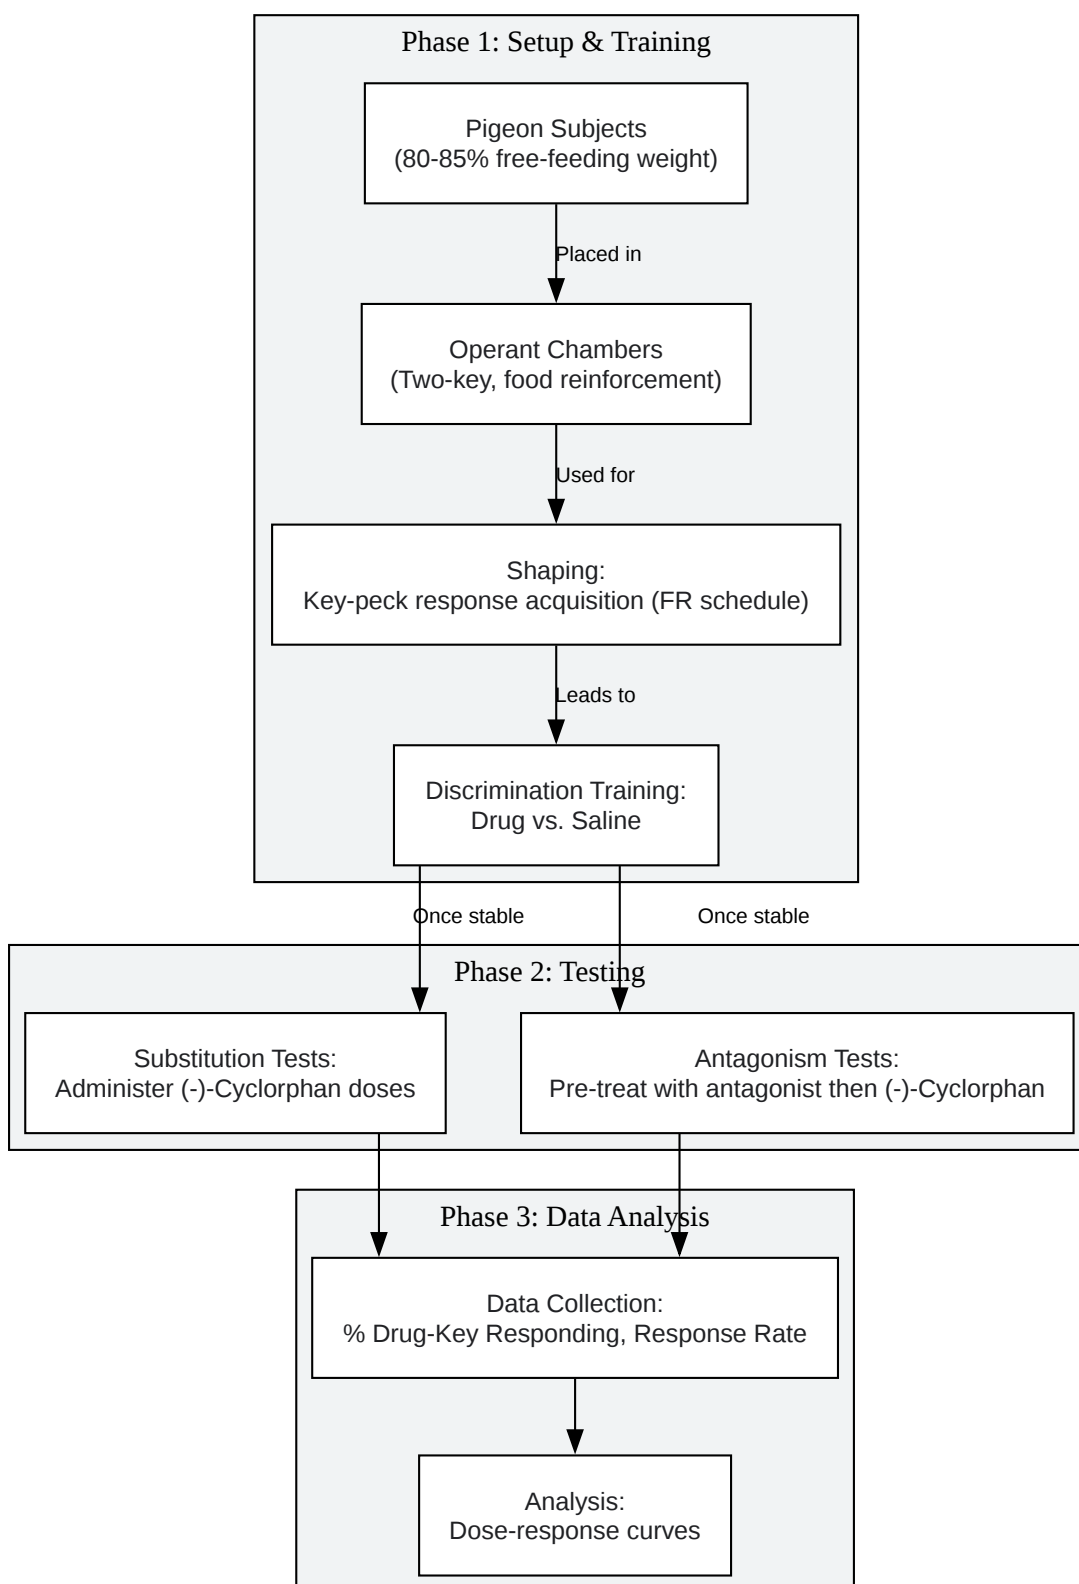 Phase 1: Setup & Training
Pigeon Subjects
(80-85% free-feeding weight)
Placed in
Operant Chambers
(Two-key, food reinforcement)
Used for
Shaping:
Key-peck response acquisition (FR schedule)
Leads to
Discrimination Training:
Drug vs. Saline
Once stable
Once stable
Phase 2: Testing
Substitution Tests:
Administer (-)-Cyclorphan doses
Antagonism Tests:
Pre-treat with antagonist then (-)-Cyclorphan
Phase 3: Data Analysis
Data Collection:
% Drug-Key Responding, Response Rate
Analysis:
Dose-response curves